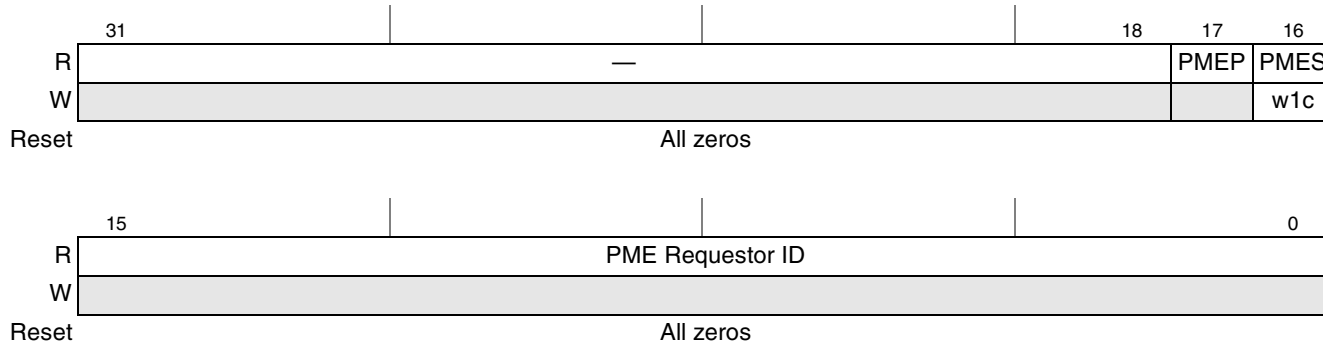 31 18 17 16
R — PMEP PMES
W w1c
Reset All zeros
15 0
R PME Requestor ID
W
Reset All zeros